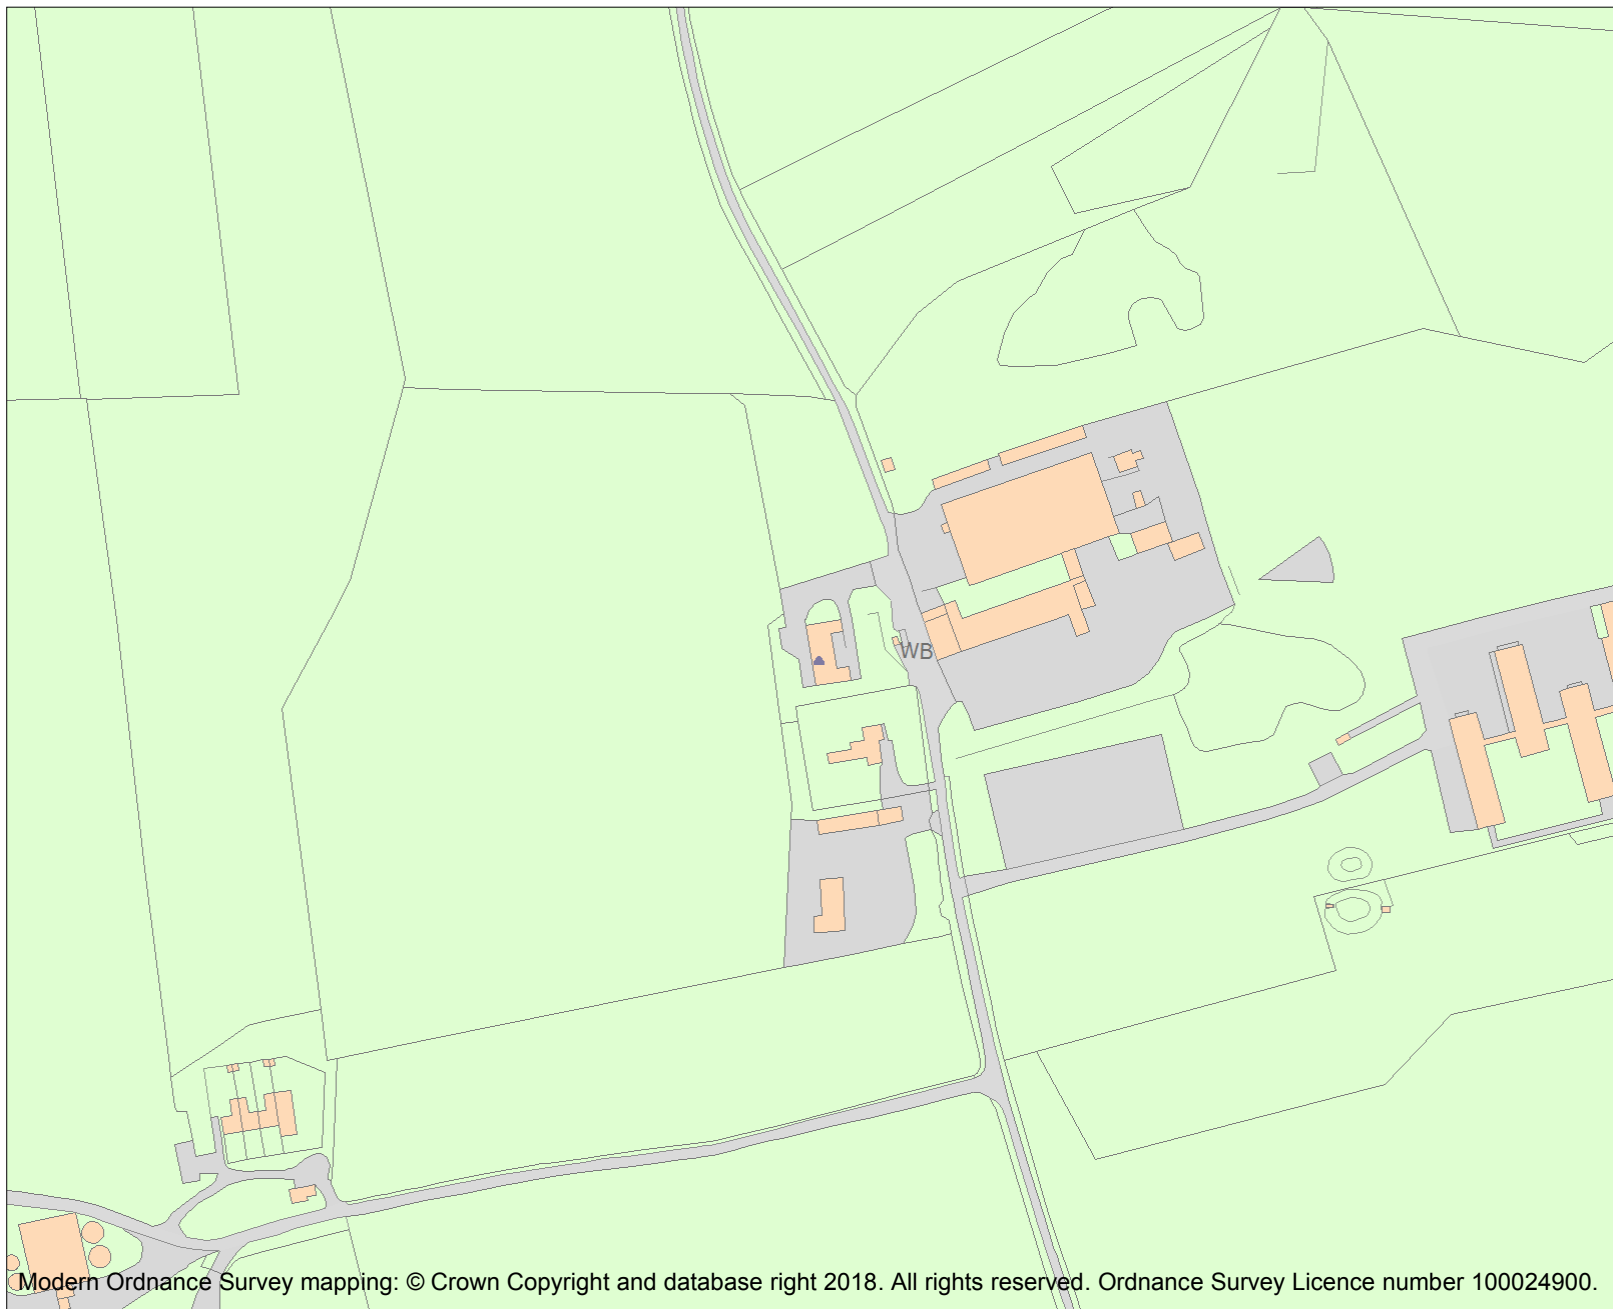 WB
Modern Ordnance Survey mapping: © Crown Copyright and database right 2018. All rights reserved. Ordnance Survey Licence number 100024900.